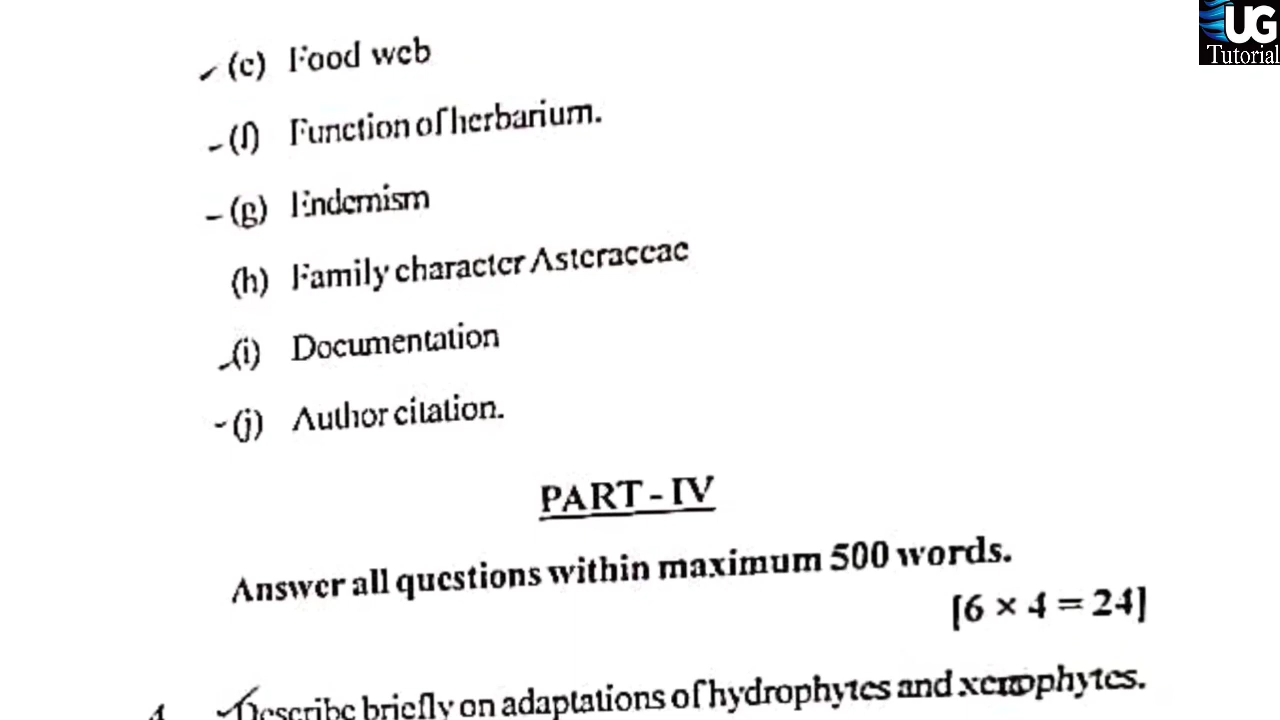 UG
Tutorial
(e) Food web
(f) Function of herbarium.
(g) Endemism
(h) Family character Asteraceae
(i) Documentation
(j) Author citation.
PART - IV
Answer all questions within maximum 500 words.
[6 × 4 = 24]
4. Describe briefly on adaptations of hydrophytes and xerophytes.